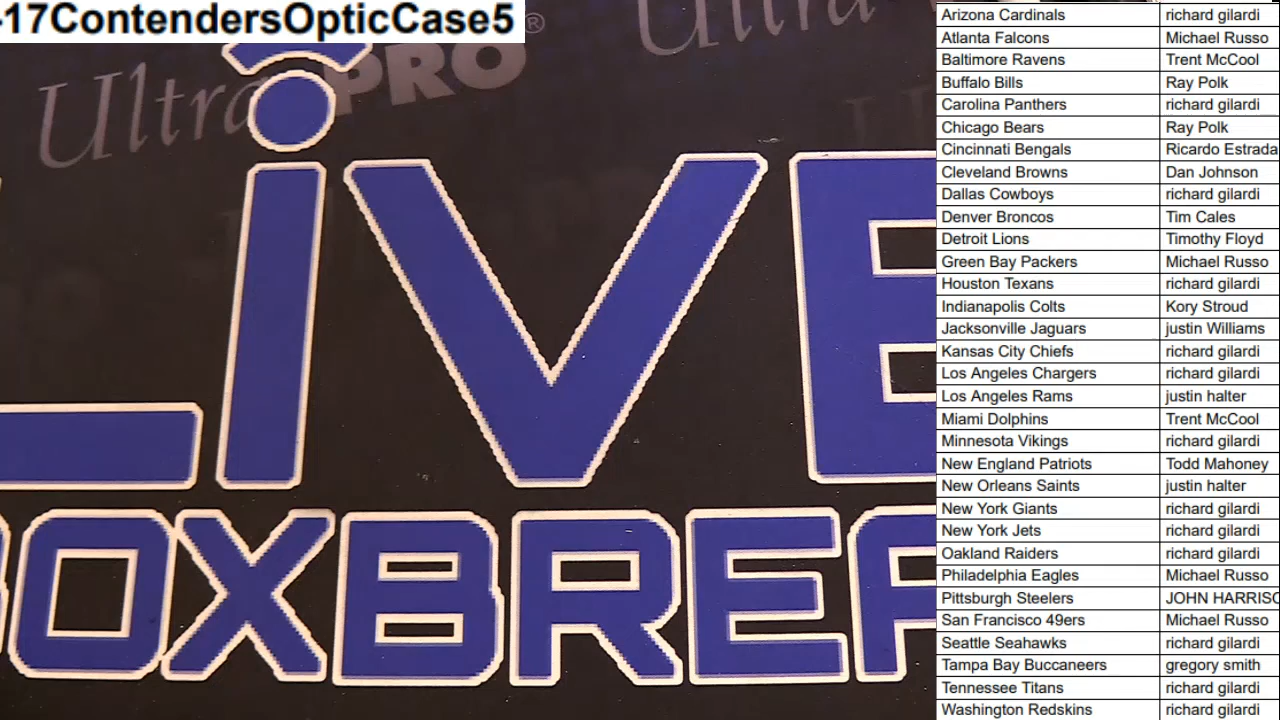 -17ContendersOpticCase5
Ultra PRO®
Ultra
LiVE
BOXBREA
Arizona Cardinals richard gilardi
Atlanta Falcons Michael Russo
Baltimore Ravens Trent McCool
Buffalo Bills Ray Polk
Carolina Panthers richard gilardi
Chicago Bears Ray Polk
Cincinnati Bengals Ricardo Estrada
Cleveland Browns Dan Johnson
Dallas Cowboys richard gilardi
Denver Broncos Tim Cales
Detroit Lions Timothy Floyd
Green Bay Packers Michael Russo
Houston Texans richard gilardi
Indianapolis Colts Kory Stroud
Jacksonville Jaguars justin Williams
Kansas City Chiefs richard gilardi
Los Angeles Chargers richard gilardi
Los Angeles Rams justin halter
Miami Dolphins Trent McCool
Minnesota Vikings richard gilardi
New England Patriots Todd Mahoney
New Orleans Saints justin halter
New York Giants richard gilardi
New York Jets richard gilardi
Oakland Raiders richard gilardi
Philadelphia Eagles Michael Russo
Pittsburgh Steelers JOHN HARRISO
San Francisco 49ers Michael Russo
Seattle Seahawks richard gilardi
Tampa Bay Buccaneers gregory smith
Tennessee Titans richard gilardi
Washington Redskins richard gilardi